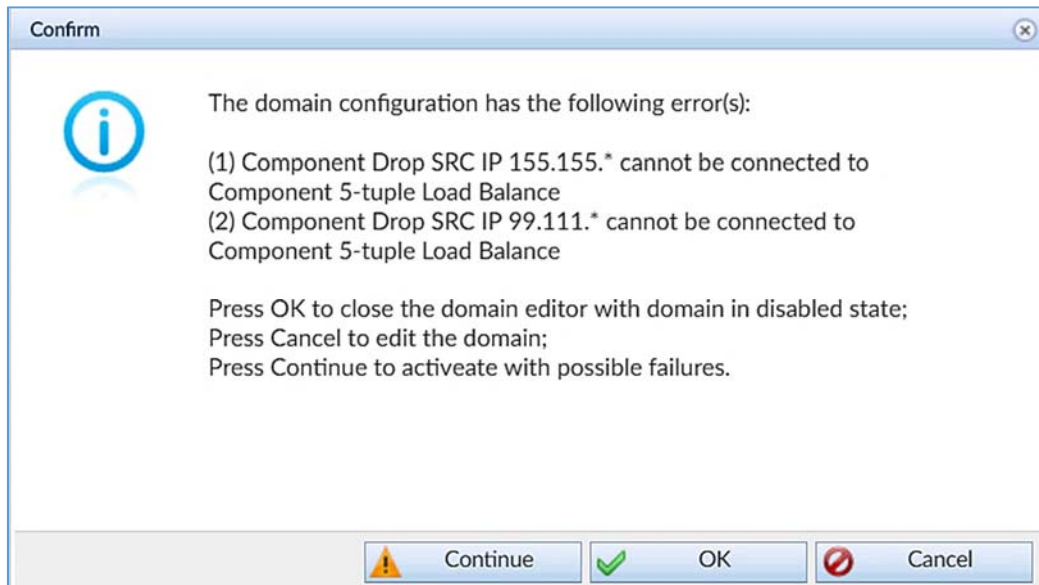 Confirm
The domain configuration has the following error(s):
(1) Component Drop SRC IP 155.155.* cannot be connected to
Component 5-tuple Load Balance
(2) Component Drop SRC IP 99.111.* cannot be connected to
Component 5-tuple Load Balance
Press OK to close the domain editor with domain in disabled state;
Press Cancel to edit the domain;
Press Continue to activeate with possible failures.
Continue
OK
Cancel